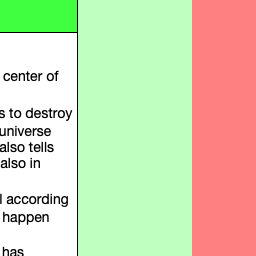 center of
s to destroy
universe
also tells
also in
l according
happen
has